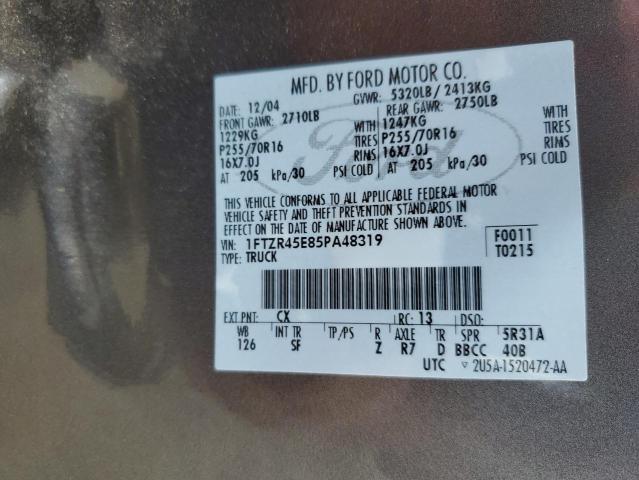 MFD. BY FORD MOTOR CO.
DATE: 12/04 GVWR: 5320LB/ 2413KG
FRONT GAWR: 2710LB REAR GAWR: 2750LB
1229KG WITH 1247KG WITH
P255/70R16 TIRES P255/70R16 TIRES
16X7.0J RIMS 16X7.0J RIMS
AT 205 kPa/30 PSI COLD AT 205 kPa/30 PSI COLD
Ford
THIS VEHICLE CONFORMS TO ALL APPLICABLE FEDERAL MOTOR
VEHICLE SAFETY AND THEFT PREVENTION STANDARDS IN
EFFECT ON THE DATE OF MANUFACTURE SHOWN ABOVE.
VIN: 1FTZR45E85PA48319 F0011
TYPE: TRUCK T0215
EXT PNT: CX RC: 13 DSO:
WB INT TR TP/PS R AXLE TR SPR 5R31A
126 SF Z R7 D BBCC 40B
UTC ▽ 2U5A-1520472-AA